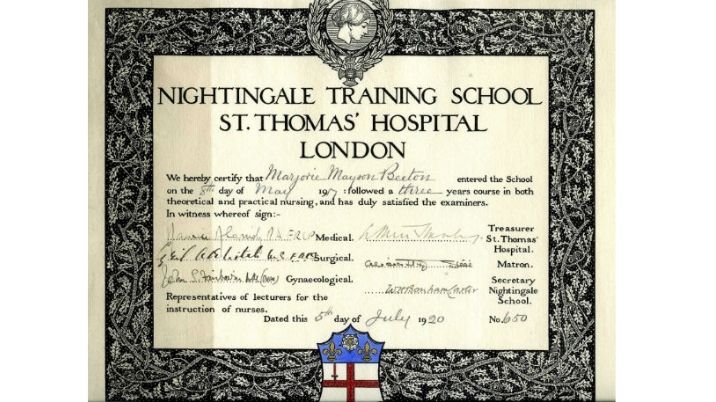 NIGHTINGALE TRAINING SCHOOL
ST. THOMAS' HOSPITAL
LONDON
We hereby certify that Marjorie Mayson Beeton entered the School
on the 8th day of May 1917 : followed a three years course in both
theoretical and practical nursing, and has duly satisfied the examiners.
In witness whereof sign:-
Medical. Treasurer St. Thomas' Hospital.
Surgical. Matron.
Gynaecological. Secretary Nightingale School.
Representatives of lecturers for the
instruction of nurses.
Dated this 5th day of July 1920 No. 650